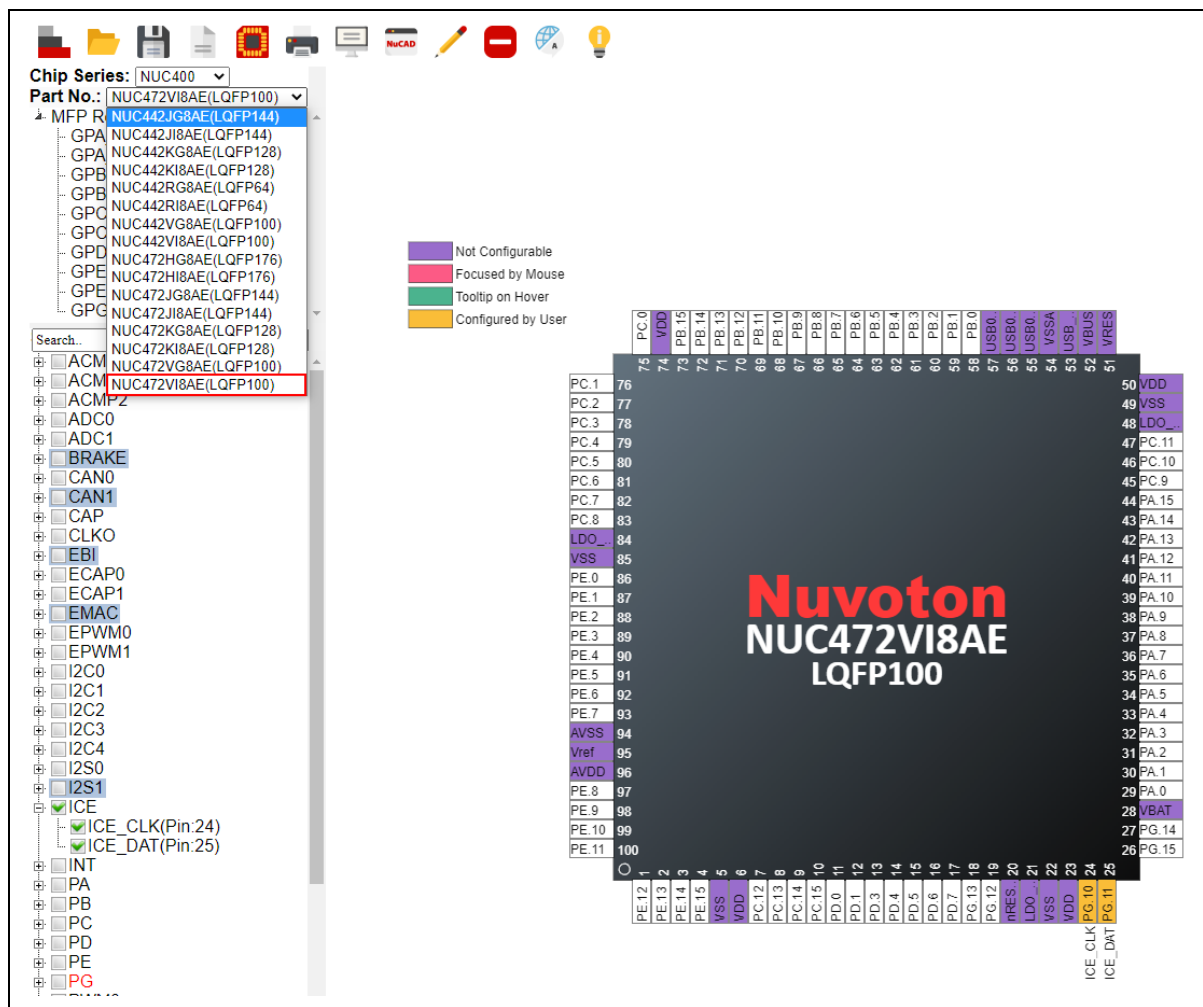 NuCAD
A
Chip Series: NUC400
Part No.: NUC472VI8AE(LQFP100)
MFP R
GPA
GPA
GPB
GPB
GPC
GPC
GPD
GPE
GPE
GPG
NUC442JG8AE(LQFP144)
NUC442JI8AE(LQFP144)
NUC442KG8AE(LQFP128)
NUC442KI8AE(LQFP128)
NUC442RG8AE(LQFP64)
NUC442RI8AE(LQFP64)
NUC442VG8AE(LQFP100)
NUC442VI8AE(LQFP100)
NUC472HG8AE(LQFP176)
NUC472HI8AE(LQFP176)
NUC472JG8AE(LQFP144)
NUC472JI8AE(LQFP144)
NUC472KG8AE(LQFP128)
NUC472KI8AE(LQFP128)
NUC472VG8AE(LQFP100)
NUC472VI8AE(LQFP100)
Search..
ACM
ACM
ACMP2
ADC0
ADC1
BRAKE
CAN0
CAN1
CAP
CLKO
EBI
ECAP0
ECAP1
EMAC
EPWM0
EPWM1
I2C0
I2C1
I2C2
I2C3
I2C4
I2S0
I2S1
ICE
ICE_CLK(Pin:24)
ICE_DAT(Pin:25)
INT
PA
PB
PC
PD
PE
PG
Not Configurable
Focused by Mouse
Tooltip on Hover
Configured by User
PC.0 75
VDD 74
PB.15 73
PB.14 72
PB.13 71
PB.12 70
PB.11 69
PB.10 68
PB.9 67
PB.8 66
PB.7 65
PB.6 64
PB.5 63
PB.4 62
PB.3 61
PB.2 60
PB.1 59
PB.0 58
USB0.. 57
USB0.. 56
USB0.. 55
VSSA 54
USB_.. 53
VBUS 52
VRES 51
PC.1 76
PC.2 77
PC.3 78
PC.4 79
PC.5 80
PC.6 81
PC.7 82
PC.8 83
LDO_.. 84
VSS 85
PE.0 86
PE.1 87
PE.2 88
PE.3 89
PE.4 90
PE.5 91
PE.6 92
PE.7 93
AVSS 94
Vref 95
AVDD 96
PE.8 97
PE.9 98
PE.10 99
PE.11 100
Nuvoton
NUC472VI8AE
LQFP100
50 VDD
49 VSS
48 LDO_..
47 PC.11
46 PC.10
45 PC.9
44 PA.15
43 PA.14
42 PA.13
41 PA.12
40 PA.11
39 PA.10
38 PA.9
37 PA.8
36 PA.7
35 PA.6
34 PA.5
33 PA.4
32 PA.3
31 PA.2
30 PA.1
29 PA.0
28 VBAT
27 PG.14
26 PG.15
PE.12 1
PE.13 2
PE.14 3
PE.15 4
VSS 5
VDD 6
PC.12 7
PC.13 8
PC.14 9
PC.15 10
PD.0 11
PD.1 12
PD.3 13
PD.4 14
PD.5 15
PD.6 16
PD.7 17
PG.13 18
PG.12 19
nRES.. 20
LDO_.. 21
VSS 22
VDD 23
ICE_CLK PG.10 24
ICE_DAT PG.11 25